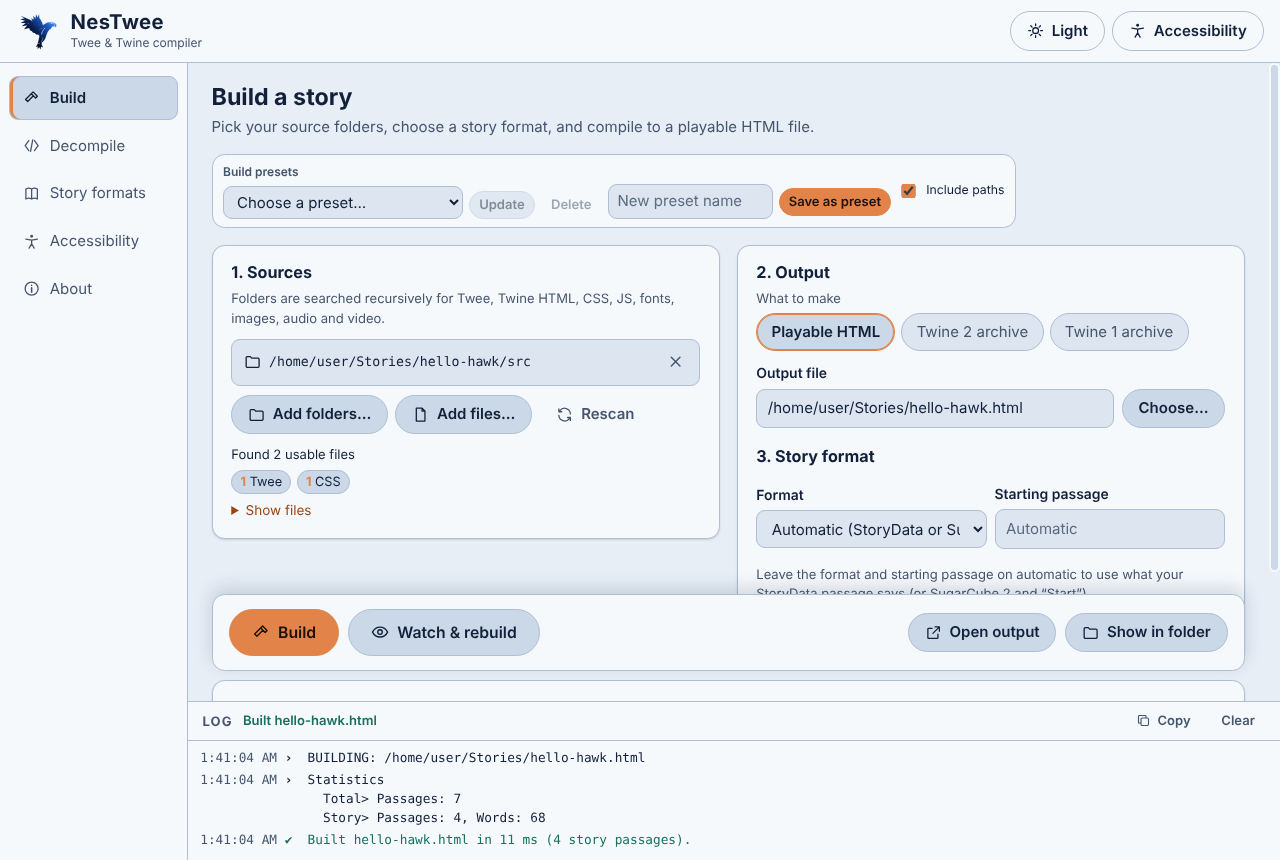 NesTwee
Twee & Twine compiler
Light
Accessibility
Build
Decompile
Story formats
Accessibility
About
Build a story
Pick your source folders, choose a story format, and compile to a playable HTML file.
Build presets
Choose a preset...
Update
Delete
New preset name
Save as preset
Include paths
1. Sources
Folders are searched recursively for Twee, Twine HTML, CSS, JS, fonts,
images, audio and video.
/home/user/Stories/hello-hawk/src
Add folders...
Add files...
Rescan
Found 2 usable files
1 Twee
1 CSS
Show files
2. Output
What to make
Playable HTML
Twine 2 archive
Twine 1 archive
Output file
/home/user/Stories/hello-hawk.html
Choose...
3. Story format
Format
Starting passage
Automatic (StoryData or Su
Automatic
Leave the format and starting passage on automatic to use what your
StoryData passage says (or SugarCube 2 and “Start”).
Build
Watch & rebuild
Open output
Show in folder
LOG
Built hello-hawk.html
Copy
Clear
1:41:04 AM › BUILDING: /home/user/Stories/hello-hawk.html
1:41:04 AM › Statistics
Total> Passages: 7
Story> Passages: 4, Words: 68
1:41:04 AM ✔ Built hello-hawk.html in 11 ms (4 story passages).